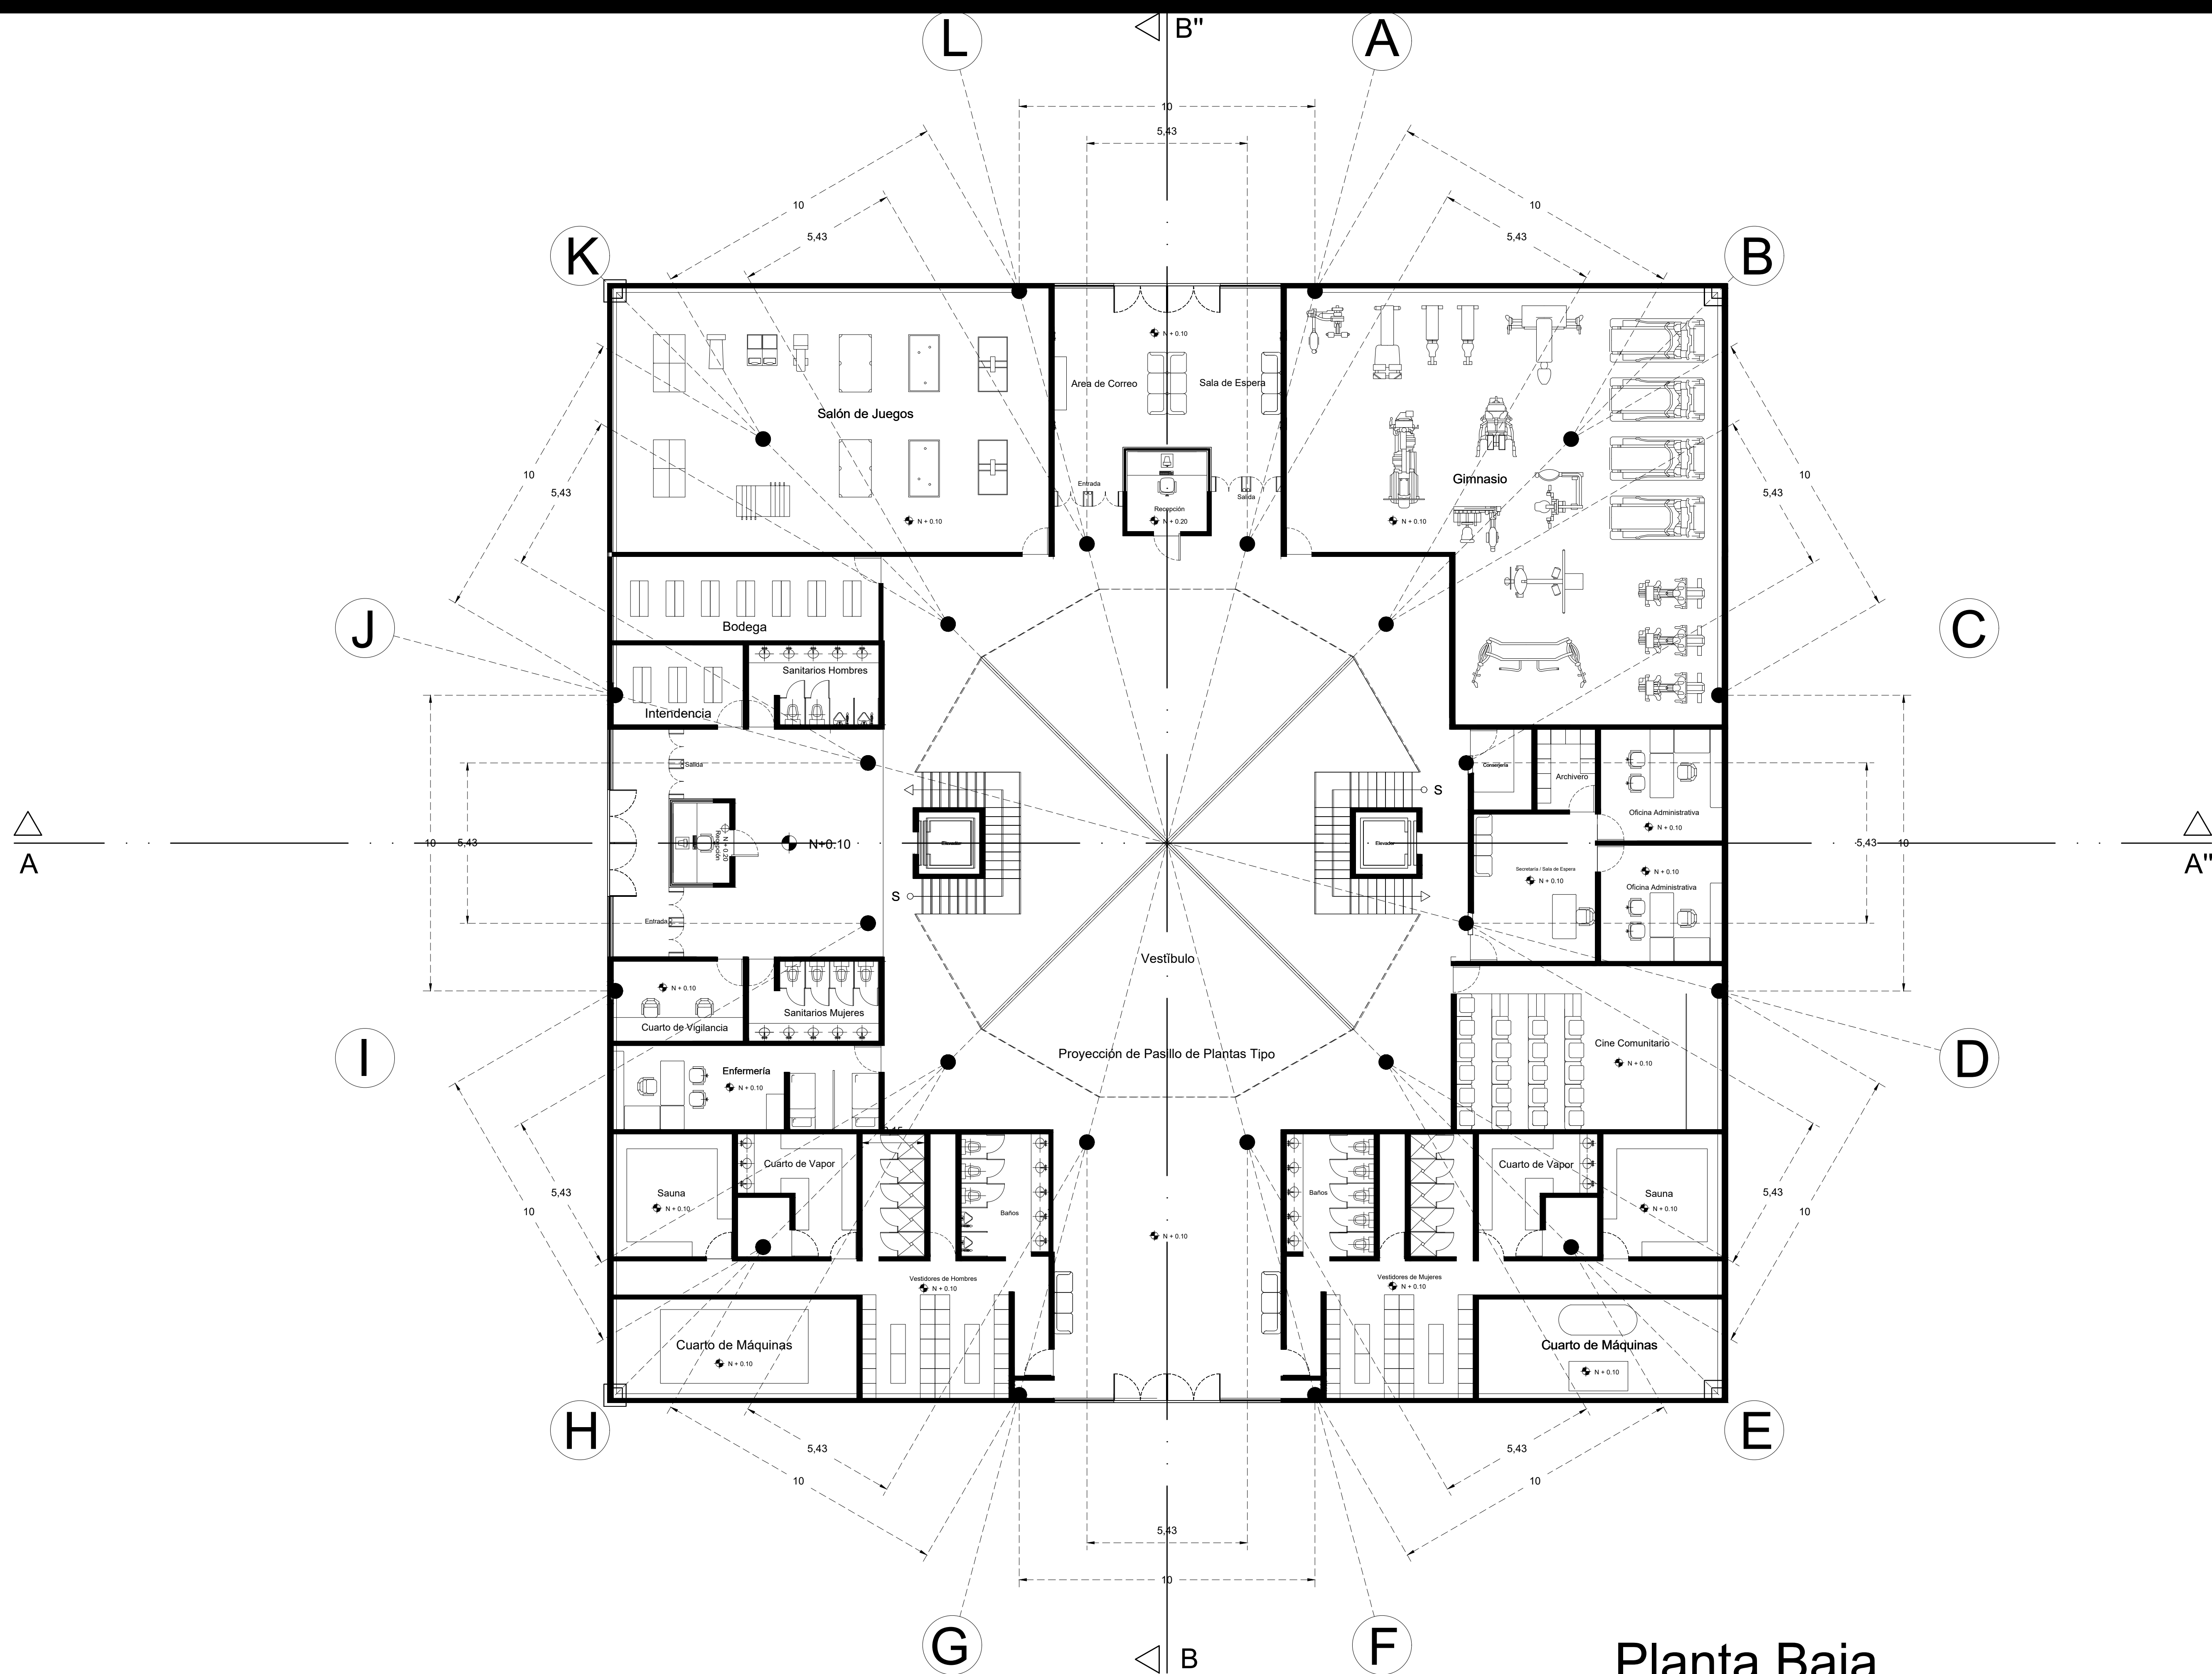 L
B"
A
10
5,43
10
10
5,43
5,43
K
B
N + 0.10
Area de Correo
Sala de Espera
Salón de Juegos
10
5,43
Entrada
Salida
Gimnasio
10
5,43
Recepción
N + 0.10
N + 0.20
N + 0.10
J
Bodega
C
Sanitarios Hombres
Intendencia
Salida
Conserjería
Archivero
S
Oficina Administrativa
N + 0.10
A
10
5,43
Recepción
N + 0.20
N+0.10
Elevador
Elevador
5,43
10
A"
Secretaría / Sala de Espera
N + 0.10
N + 0.10
Oficina Administrativa
S
Entrada
Vestíbulo
N + 0.10
Sanitarios Mujeres
Cuarto de Vigilancia
Proyección de Pasillo de Plantas Tipo
Cine Comunitario
N + 0.10
I
D
Enfermería
N + 0.10
Cuarto de Vapor
Cuarto de Vapor
5,43
10
Sauna
N + 0.10
Baños
Baños
Sauna
N + 0.10
5,43
10
N + 0.10
Vestidores de Hombres
N + 0.10
Vestidores de Mujeres
N + 0.10
Cuarto de Máquinas
N + 0.10
Cuarto de Máquinas
N + 0.10
H
E
5,43
10
5,43
10
5,43
10
G
B
F
Planta Baja